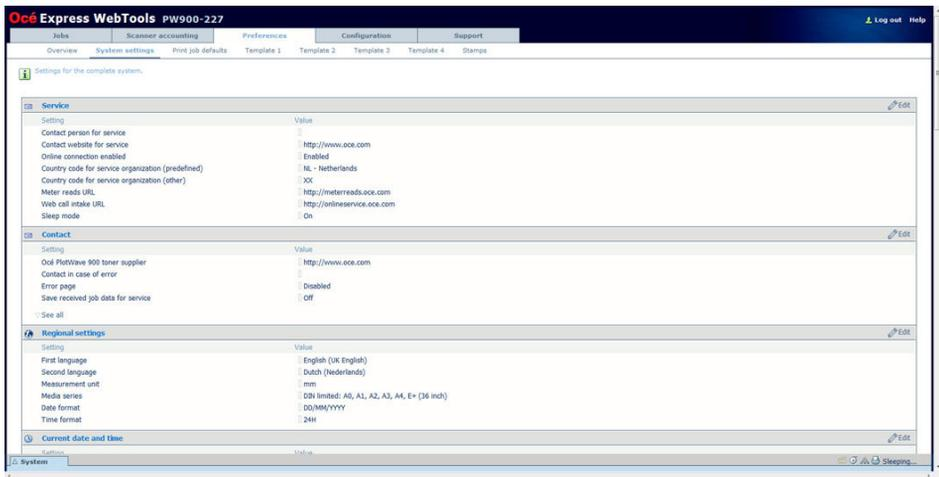 Océ Express WebTools PW900-227
Log out Help
Jobs Scanner accounting Preferences Configuration Support
Overview System settings Print job defaults Template 1 Template 2 Template 3 Template 4 Stamps
Settings for the complete system.
Service Edit
Setting Value
Contact person for service
Contact website for service http://www.oce.com
Online connection enabled Enabled
Country code for service organization (predefined) NL - Netherlands
Country code for service organization (other) XX
Meter reads URL http://meterreads.oce.com
Web call intake URL http://onlineservice.oce.com
Sleep mode On
Contact Edit
Setting Value
Océ PlotWave 900 toner supplier http://www.oce.com
Contact in case of error
Error page Disabled
Save received job data for service Off
See all
Regional settings Edit
Setting Value
First language English (UK English)
Second language Dutch (Nederlands)
Measurement unit mm
Media series DIN limited: A0, A1, A2, A3, A4, E+ (36 inch)
Date format DD/MM/YYYY
Time format 24H
Current date and time Edit
Setting Value
System Sleeping...